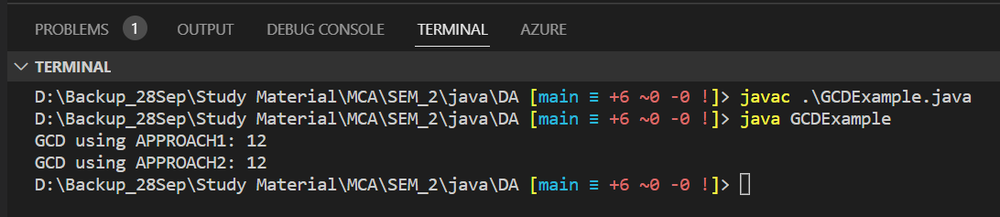 PROBLEMS 1 OUTPUT DEBUG CONSOLE TERMINAL AZURE
TERMINAL
D:\Backup_28Sep\Study Material\MCA\SEM_2\java\DA [main ≡ +6 ~0 -0 !]> javac .\GCDExample.java
D:\Backup_28Sep\Study Material\MCA\SEM_2\java\DA [main ≡ +6 ~0 -0 !]> java GCDExample
GCD using APPROACH1: 12
GCD using APPROACH2: 12
D:\Backup_28Sep\Study Material\MCA\SEM_2\java\DA [main ≡ +6 ~0 -0 !]>